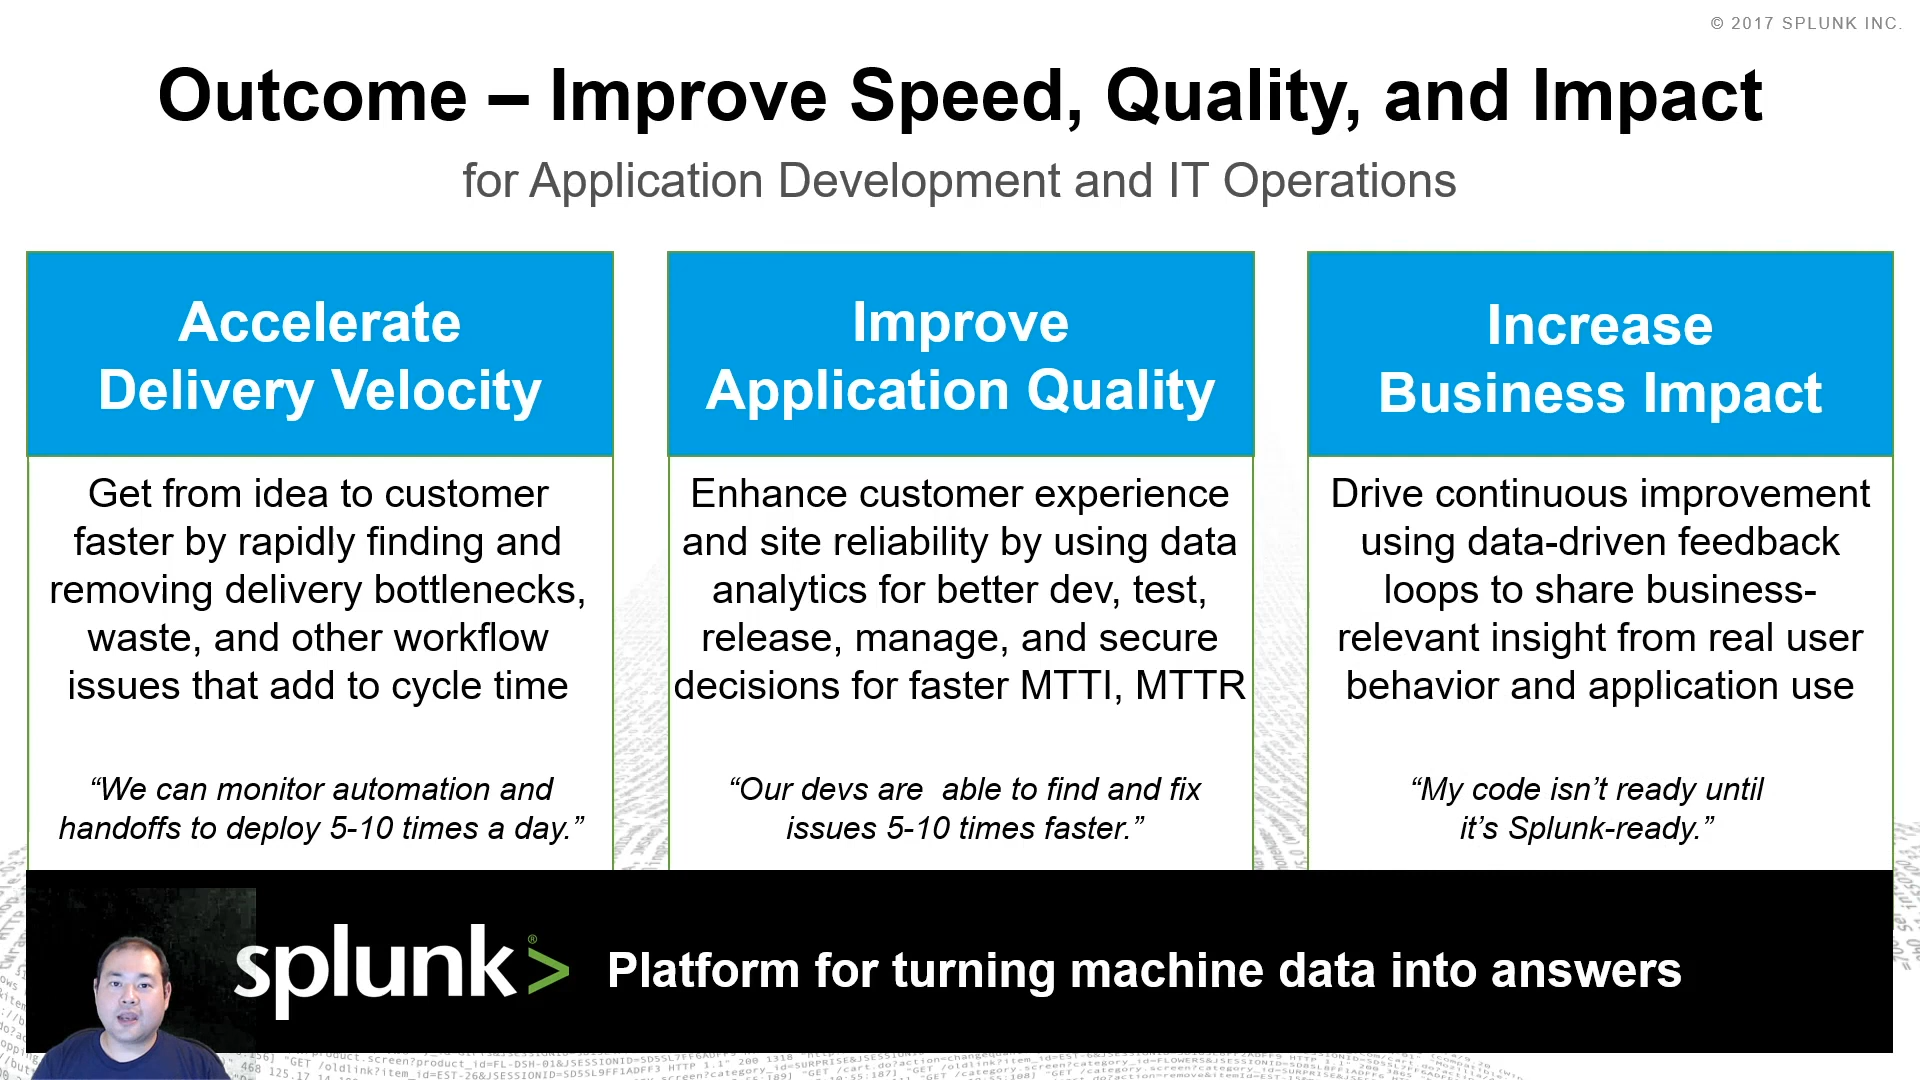 © 2017 SPLUNK INC.
Outcome – Improve Speed, Quality, and Impact
for Application Development and IT Operations
Accelerate
Delivery Velocity
Get from idea to customer
faster by rapidly finding and
removing delivery bottlenecks,
waste, and other workflow
issues that add to cycle time
“We can monitor automation and
handoffs to deploy 5-10 times a day.”
Improve
Application Quality
Enhance customer experience
and site reliability by using data
analytics for better dev, test,
release, manage, and secure
decisions for faster MTTI, MTTR
“Our devs are  able to find and fix
issues 5-10 times faster.”
Increase
Business Impact
Drive continuous improvement
using data-driven feedback
loops to share business-
relevant insight from real user
behavior and application use
“My code isn’t ready until
it’s Splunk-ready.”
splunk>®
Platform for turning machine data into answers